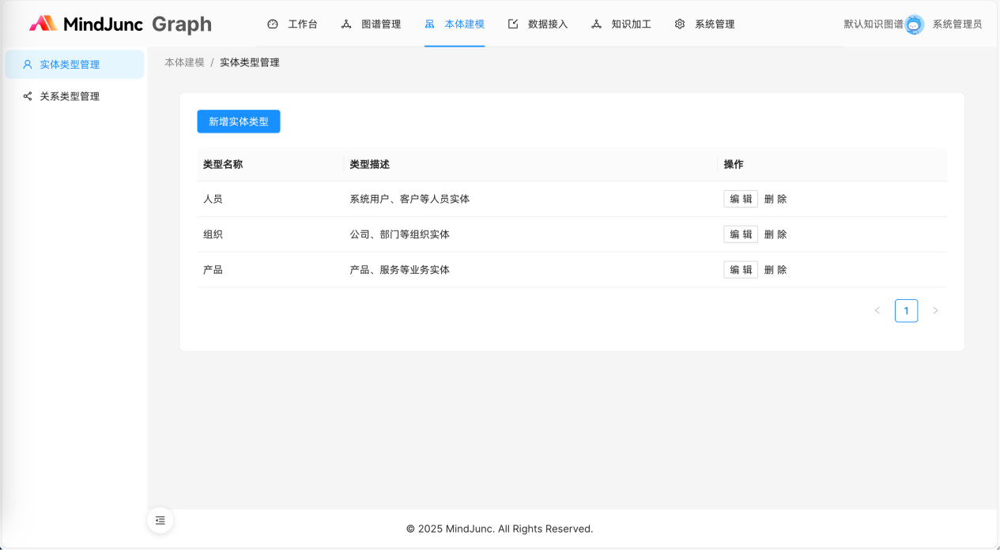 MindJunc Graph 工作台 图谱管理 本体建模 数据接入 知识加工 系统管理 默认知识图谱 系统管理员
实体类型管理
关系类型管理
本体建模 / 实体类型管理
新增实体类型
类型名称 类型描述 操作
人员 系统用户、客户等人员实体 编 辑 删 除
组织 公司、部门等组织实体 编 辑 删 除
产品 产品、服务等业务实体 编 辑 删 除
< 1 >
© 2025 MindJunc. All Rights Reserved.